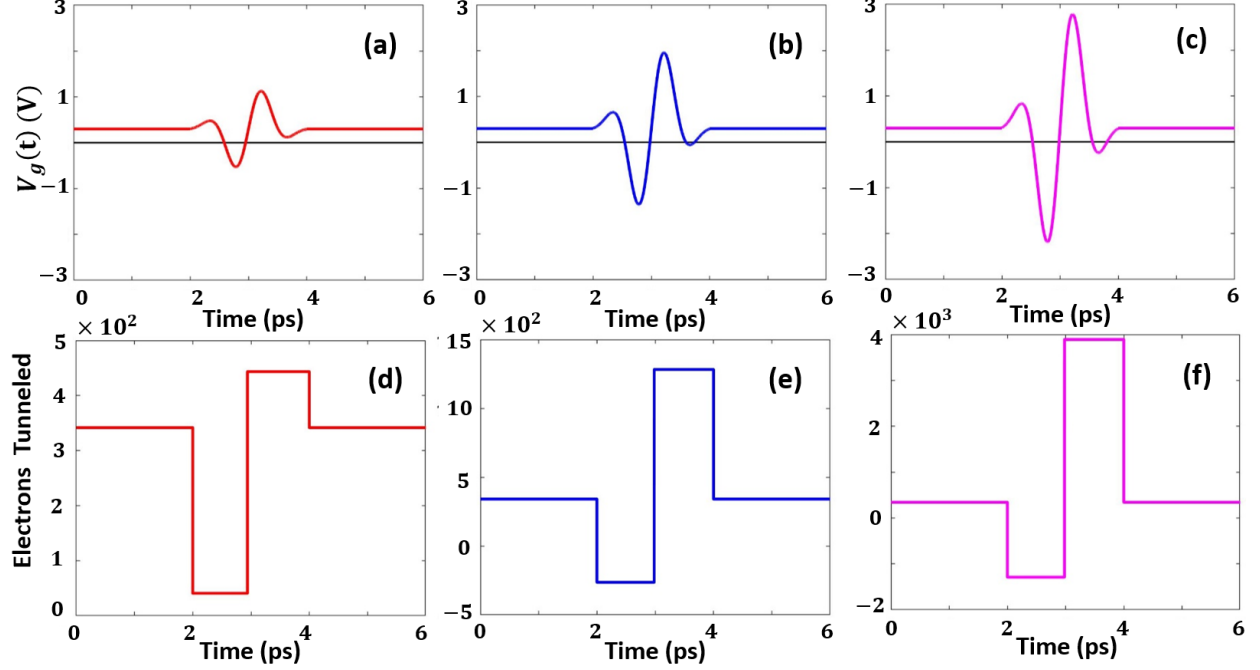 3
1
−1
−3
V_g(t) (V)
(a)
0 2 4 6
Time (ps)
3
1
−1
−3
(b)
0 2 4 6
Time (ps)
3
1
−1
−3
(c)
0 2 4 6
Time (ps)
× 10²
5
4
3
2
1
0
Electrons Tunneled
(d)
0 2 4 6
Time (ps)
× 10²
15
10
5
0
−5
(e)
0 2 4 6
Time (ps)
× 10³
4
2
0
−2
(f)
0 2 4 6
Time (ps)